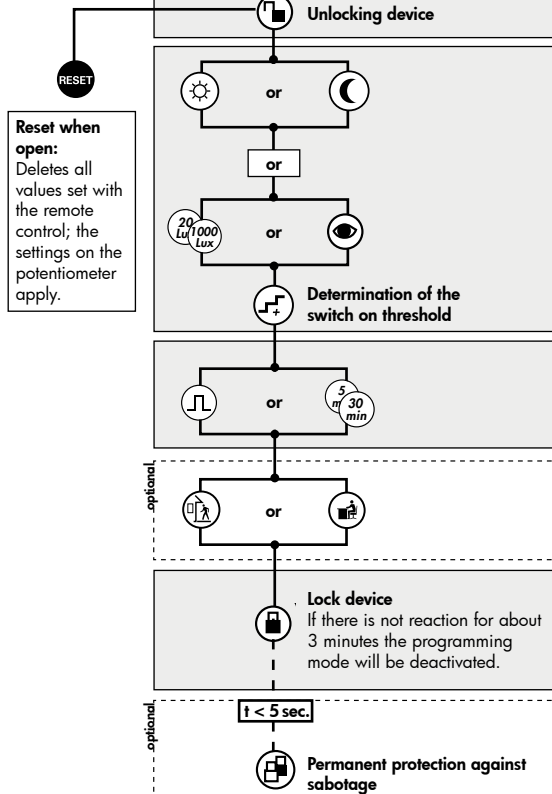 Unlocking device
RESET
or
Reset when
open:
Deletes all
values set with
the remote
control; the
settings on the
potentiometer
apply.
or
20
1000
Lux
or
Determination of the
switch on threshold
or
5
30
min
optional
or
Lock device
If there is not reaction for about
3 minutes the programming
mode will be deactivated.
t < 5 sec.
optional
Permanent protection against
sabotage